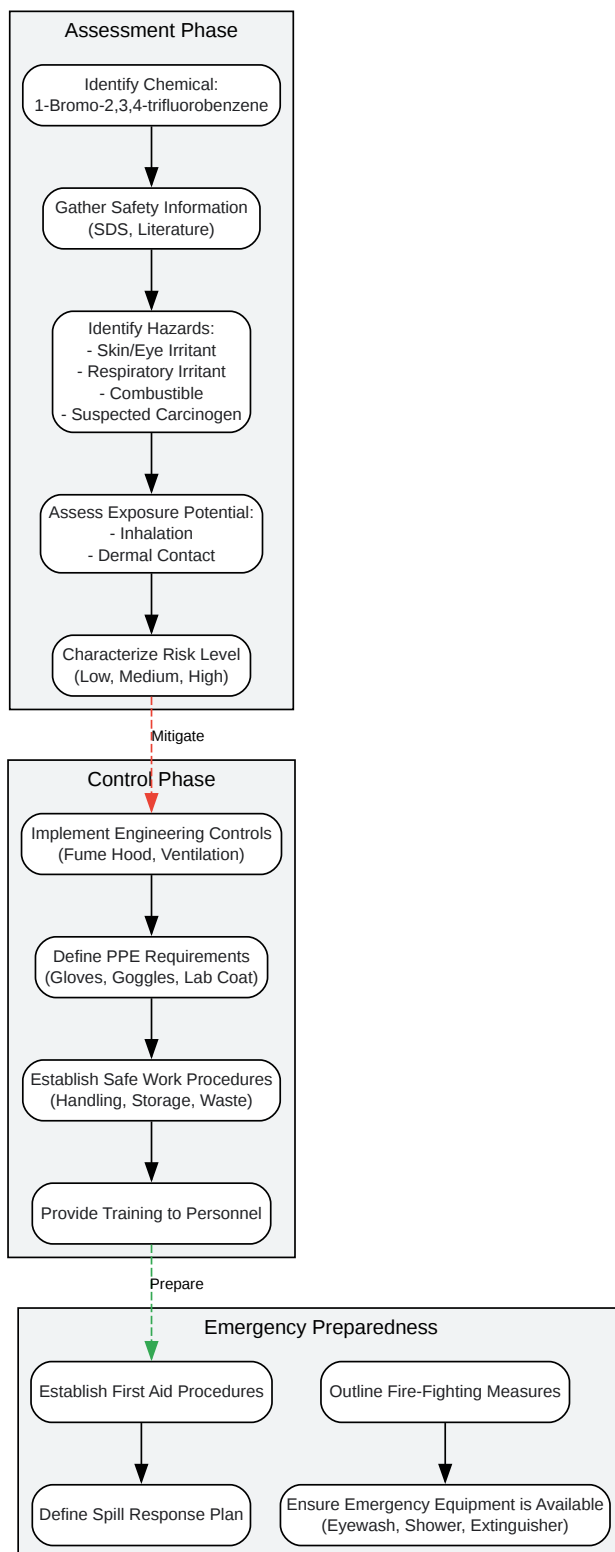 Assessment Phase
Identify Chemical:
1-Bromo-2,3,4-trifluorobenzene
Gather Safety Information
(SDS, Literature)
Identify Hazards:
- Skin/Eye Irritant
- Respiratory Irritant
- Combustible
- Suspected Carcinogen
Assess Exposure Potential:
- Inhalation
- Dermal Contact
Characterize Risk Level
(Low, Medium, High)
Mitigate
Control Phase
Implement Engineering Controls
(Fume Hood, Ventilation)
Define PPE Requirements
(Gloves, Goggles, Lab Coat)
Establish Safe Work Procedures
(Handling, Storage, Waste)
Provide Training to Personnel
Prepare
Emergency Preparedness
Establish First Aid Procedures
Outline Fire-Fighting Measures
Define Spill Response Plan
Ensure Emergency Equipment is Available
(Eyewash, Shower, Extinguisher)